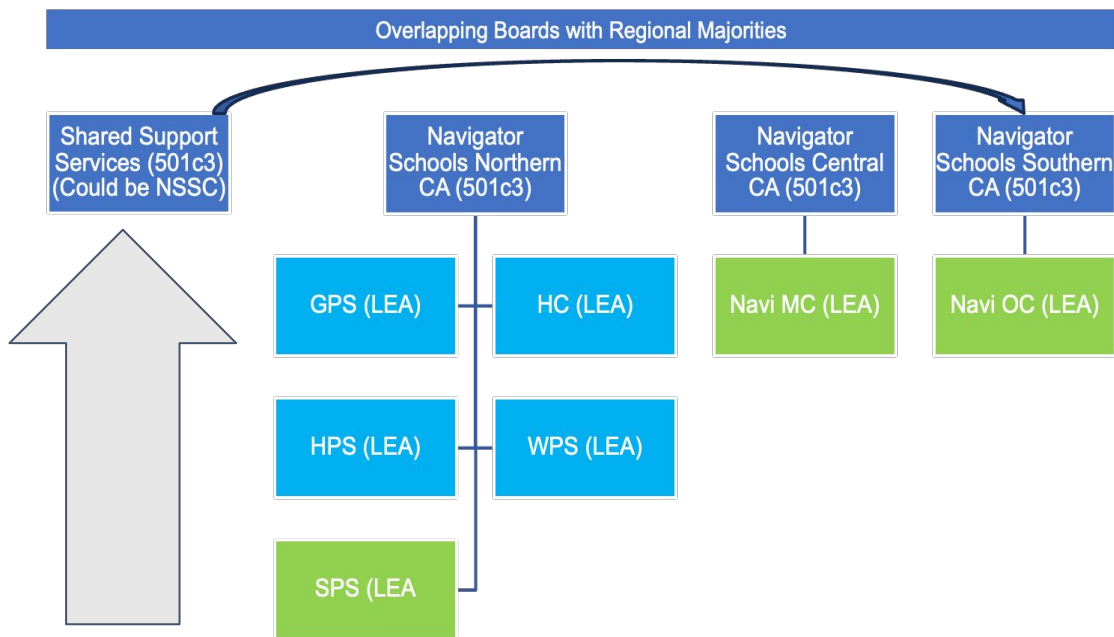 Overlapping Boards with Regional Majorities
Shared Support
Services (501c3)
(Could be NSSC)
Navigator
Schools Northern
CA (501c3)
Navigator
Schools Central
CA (501c3)
Navigator
Schools Southern
CA (501c3)
GPS (LEA)
HC (LEA)
Navi MC (LEA)
Navi OC (LEA)
HPS (LEA)
WPS (LEA)
SPS (LEA